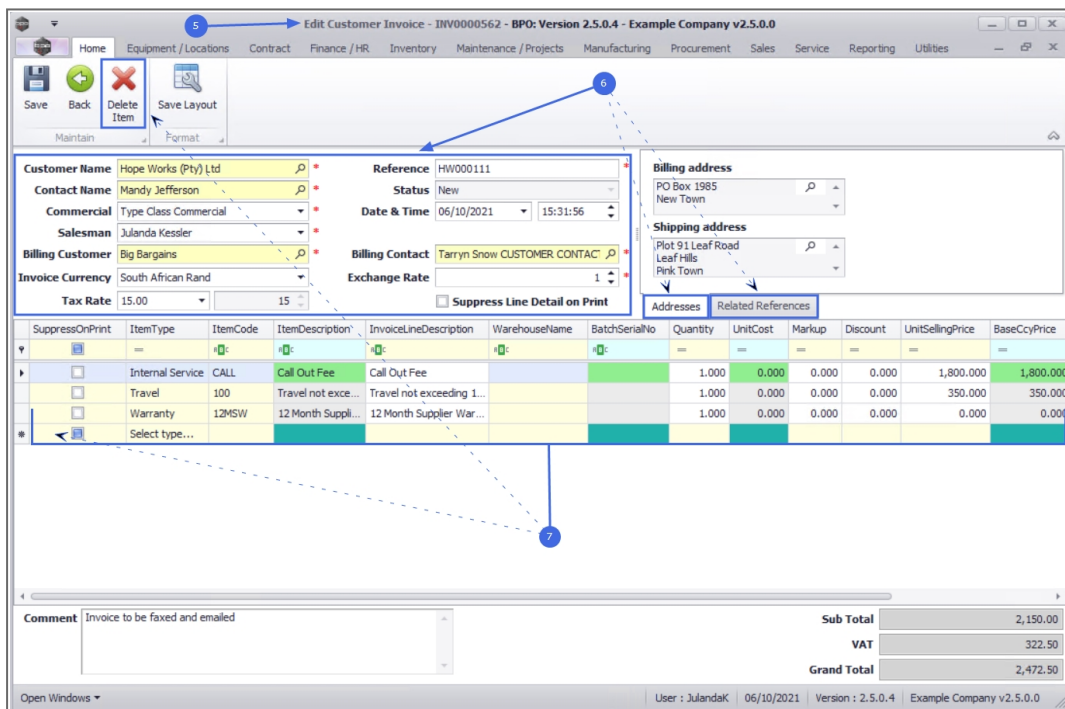 5
Edit Customer Invoice - INV0000562 - BPO: Version 2.5.0.4 - Example Company v2.5.0.0
Home Equipment / Locations Contract Finance / HR Inventory Maintenance / Projects Manufacturing Procurement Sales Service Reporting Utilities
Save Back Delete Item Save Layout
Maintain Format
6
Customer Name Hope Works (Pty) Ltd * Reference HW000111 *
Contact Name Mandy Jefferson * Status New
Commercial Type Class Commercial * Date & Time 06/10/2021 15:31:56
Salesman Julanda Kessler *
Billing Customer Big Bargains * Billing Contact Tarryn Snow CUSTOMER CONTACT *
Invoice Currency South African Rand Exchange Rate 1 *
Tax Rate 15.00 15 Suppress Line Detail on Print
Billing address
PO Box 1985
New Town
Shipping address
Plot 91 Leaf Road
Leaf Hills
Pink Town
Addresses Related References
SuppressOnPrint ItemType ItemCode ItemDescription InvoiceLineDescription WarehouseName BatchSerialNo Quantity UnitCost Markup Discount UnitSellingPrice BaseCcyPrice
= ABC ABC ABC ABC ABC = = = = = =
Internal Service CALL Call Out Fee Call Out Fee 1.000 0.000 0.000 0.000 1,800.000 1,800.000
Travel 100 Travel not exce... Travel not exceeding 1... 1.000 0.000 0.000 0.000 350.000 350.000
Warranty 12MSW 12 Month Suppli... 12 Month Supplier War... 1.000 0.000 0.000 0.000 0.000 0.000
* Select type...
7
Comment Invoice to be faxed and emailed
Sub Total 2,150.00
VAT 322.50
Grand Total 2,472.50
Open Windows User : JulandaK 06/10/2021 Version : 2.5.0.4 Example Company v2.5.0.0